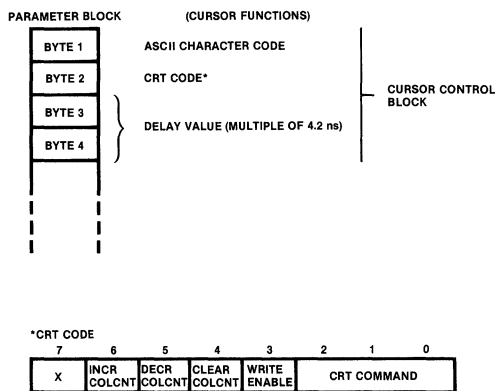 PARAMETER BLOCK (CURSOR FUNCTIONS)
BYTE 1 ASCII CHARACTER CODE
BYTE 2 CRT CODE*
BYTE 3
DELAY VALUE (MULTIPLE OF 4.2 ns)
BYTE 4
CURSOR CONTROL
BLOCK
*CRT CODE
7 6 5 4 3 2 1 0
X INCR COLCNT DECR COLCNT CLEAR COLCNT WRITE ENABLE CRT COMMAND